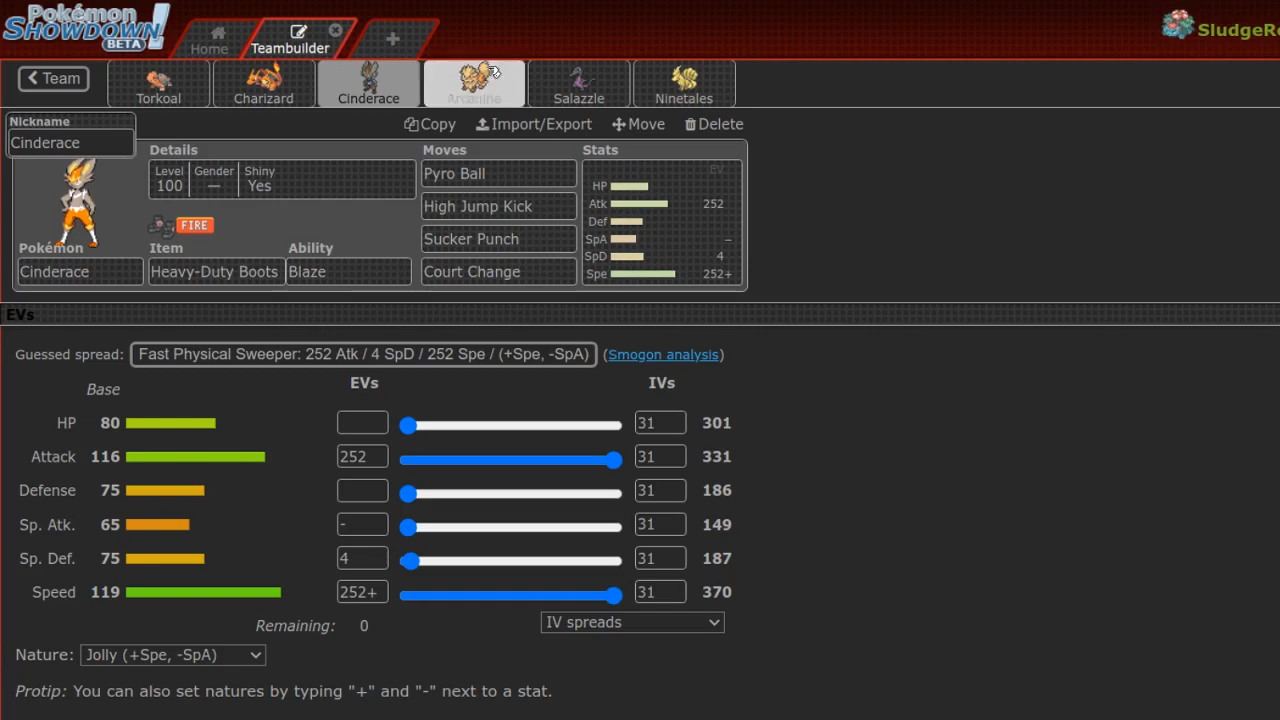 Pokémon
SHOWDOWN!
BETA
Home
Teambuilder
SludgeRe
Team
Torkoal
Charizard
Cinderace
Arcanine
Salazzle
Ninetales
Nickname
Cinderace
Copy
Import/Export
Move
Delete
Details
Level Gender Shiny
100 — Yes
FIRE
Pokémon
Cinderace
Item
Heavy-Duty Boots
Ability
Blaze
Moves
Pyro Ball
High Jump Kick
Sucker Punch
Court Change
Stats
EV
HP
Atk 252
Def
SpA –
SpD 4
Spe 252+
EVs
Guessed spread: Fast Physical Sweeper: 252 Atk / 4 SpD / 252 Spe / (+Spe, -SpA) (Smogon analysis)
Base EVs IVs
HP 80 31 301
Attack 116 252 31 331
Defense 75 31 186
Sp. Atk. 65 - 31 149
Sp. Def. 75 4 31 187
Speed 119 252+ 31 370
Remaining: 0 IV spreads
Nature: Jolly (+Spe, -SpA)
Protip: You can also set natures by typing "+" and "-" next to a stat.